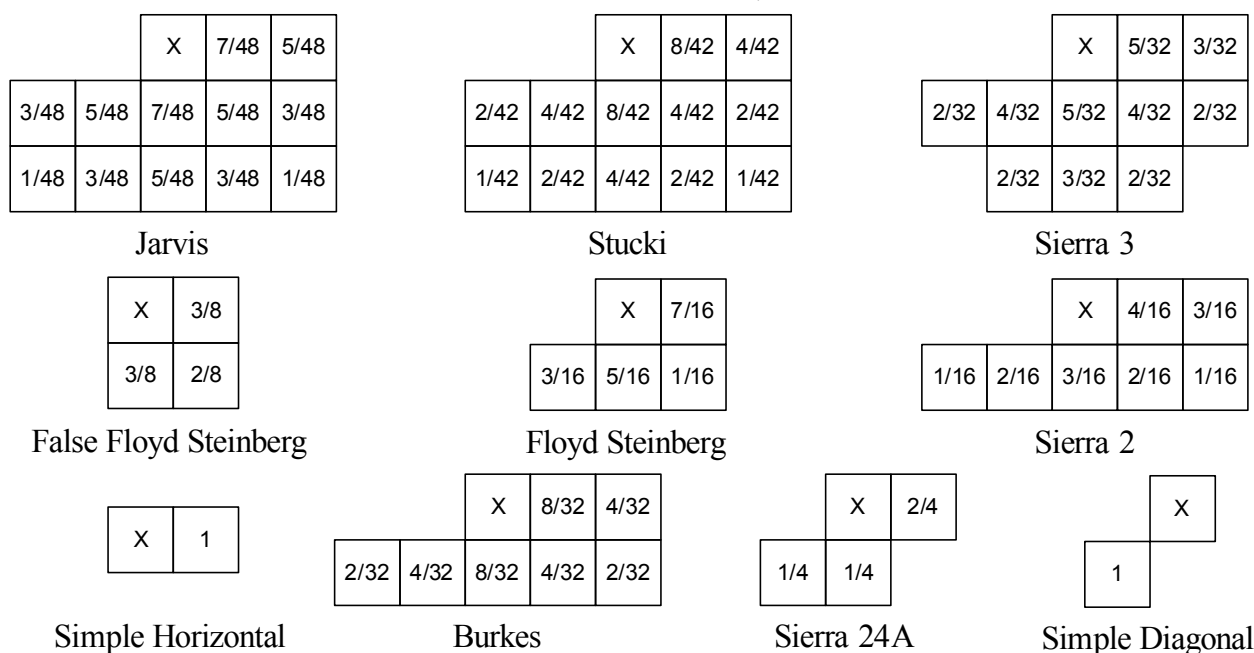 X 7/48 5/48
3/48 5/48 7/48 5/48 3/48
1/48 3/48 5/48 3/48 1/48
Jarvis
X 8/42 4/42
2/42 4/42 8/42 4/42 2/42
1/42 2/42 4/42 2/42 1/42
Stucki
X 5/32 3/32
2/32 4/32 5/32 4/32 2/32
2/32 3/32 2/32
Sierra 3
X 3/8
3/8 2/8
False Floyd Steinberg
X 7/16
3/16 5/16 1/16
Floyd Steinberg
X 4/16 3/16
1/16 2/16 3/16 2/16 1/16
Sierra 2
X 1
Simple Horizontal
X 8/32 4/32
2/32 4/32 8/32 4/32 2/32
Burkes
X 2/4
1/4 1/4
Sierra 24A
X
1
Simple Diagonal